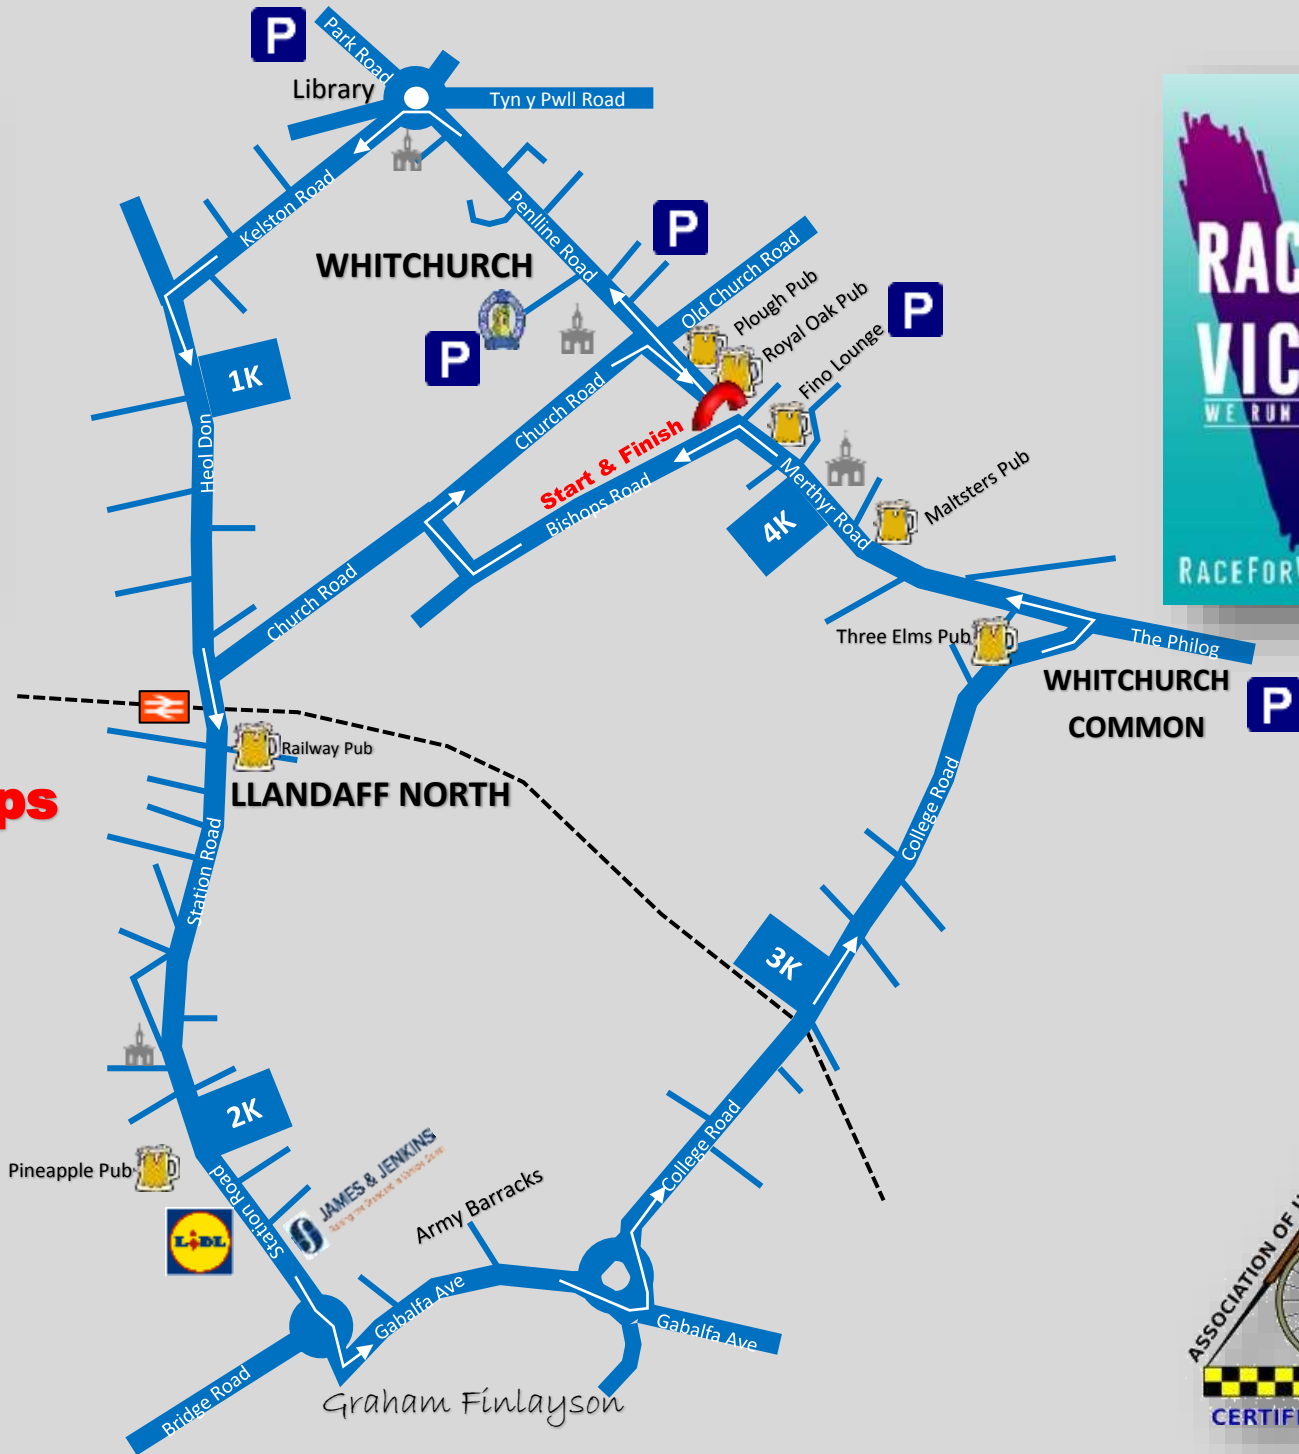 P
Park Road
Library
Tyn y Pwll Road
Kelston Road
Penlline Road
P
WHITCHURCH
Old Church Road
Plough Pub
Royal Oak Pub
P
Fino Lounge
P
1K
Church Road
Heol Don
Start & Finish
Bishops Road
Merthyr Road
4K
Maltsters Pub
Church Road
Three Elms Pub
The Philog
WHITCHURCH
COMMON
P
Railway Pub
LLANDAFF NORTH
ps
Station Road
College Road
3K
2K
College Road
Pineapple Pub
Station Road
LiDL
JAMES & JENKINS
Army Barracks
Gabalfa Ave
Gabalfa Ave
Bridge Road
Graham Finlayson
RAC
VIC
WE RUN
RACEFOR
ASSOCIATION OF
CERTIF